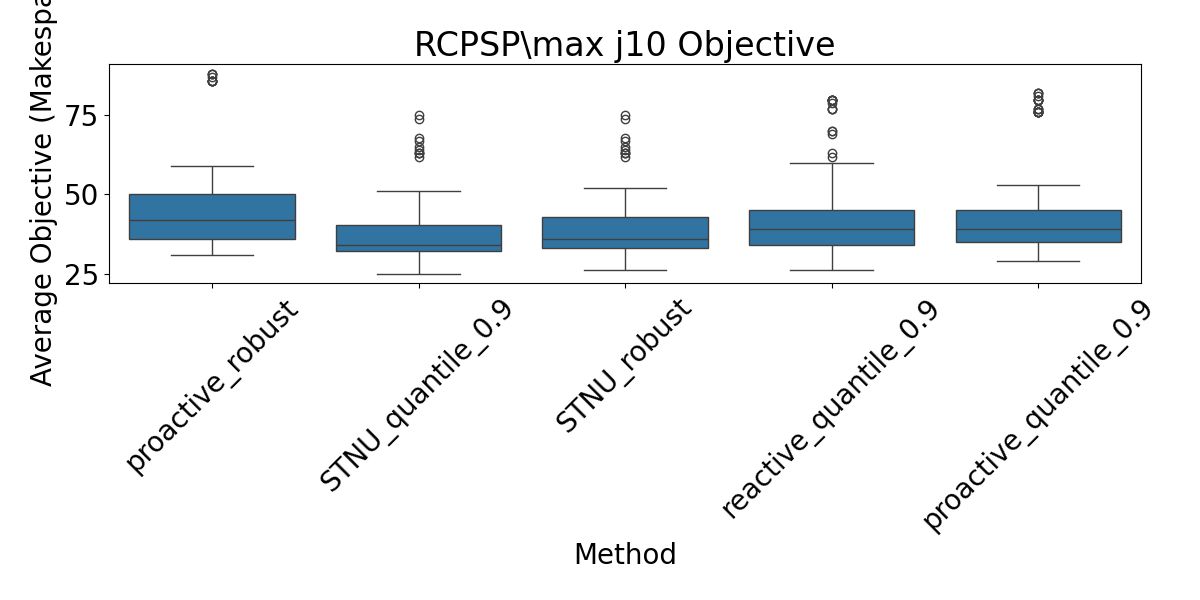 RCPSP\max j10 Objective
Average Objective (Makespa
75
50
25
proactive_robust
STNU_quantile_0.9
STNU_robust
reactive_quantile_0.9
proactive_quantile_0.9
Method